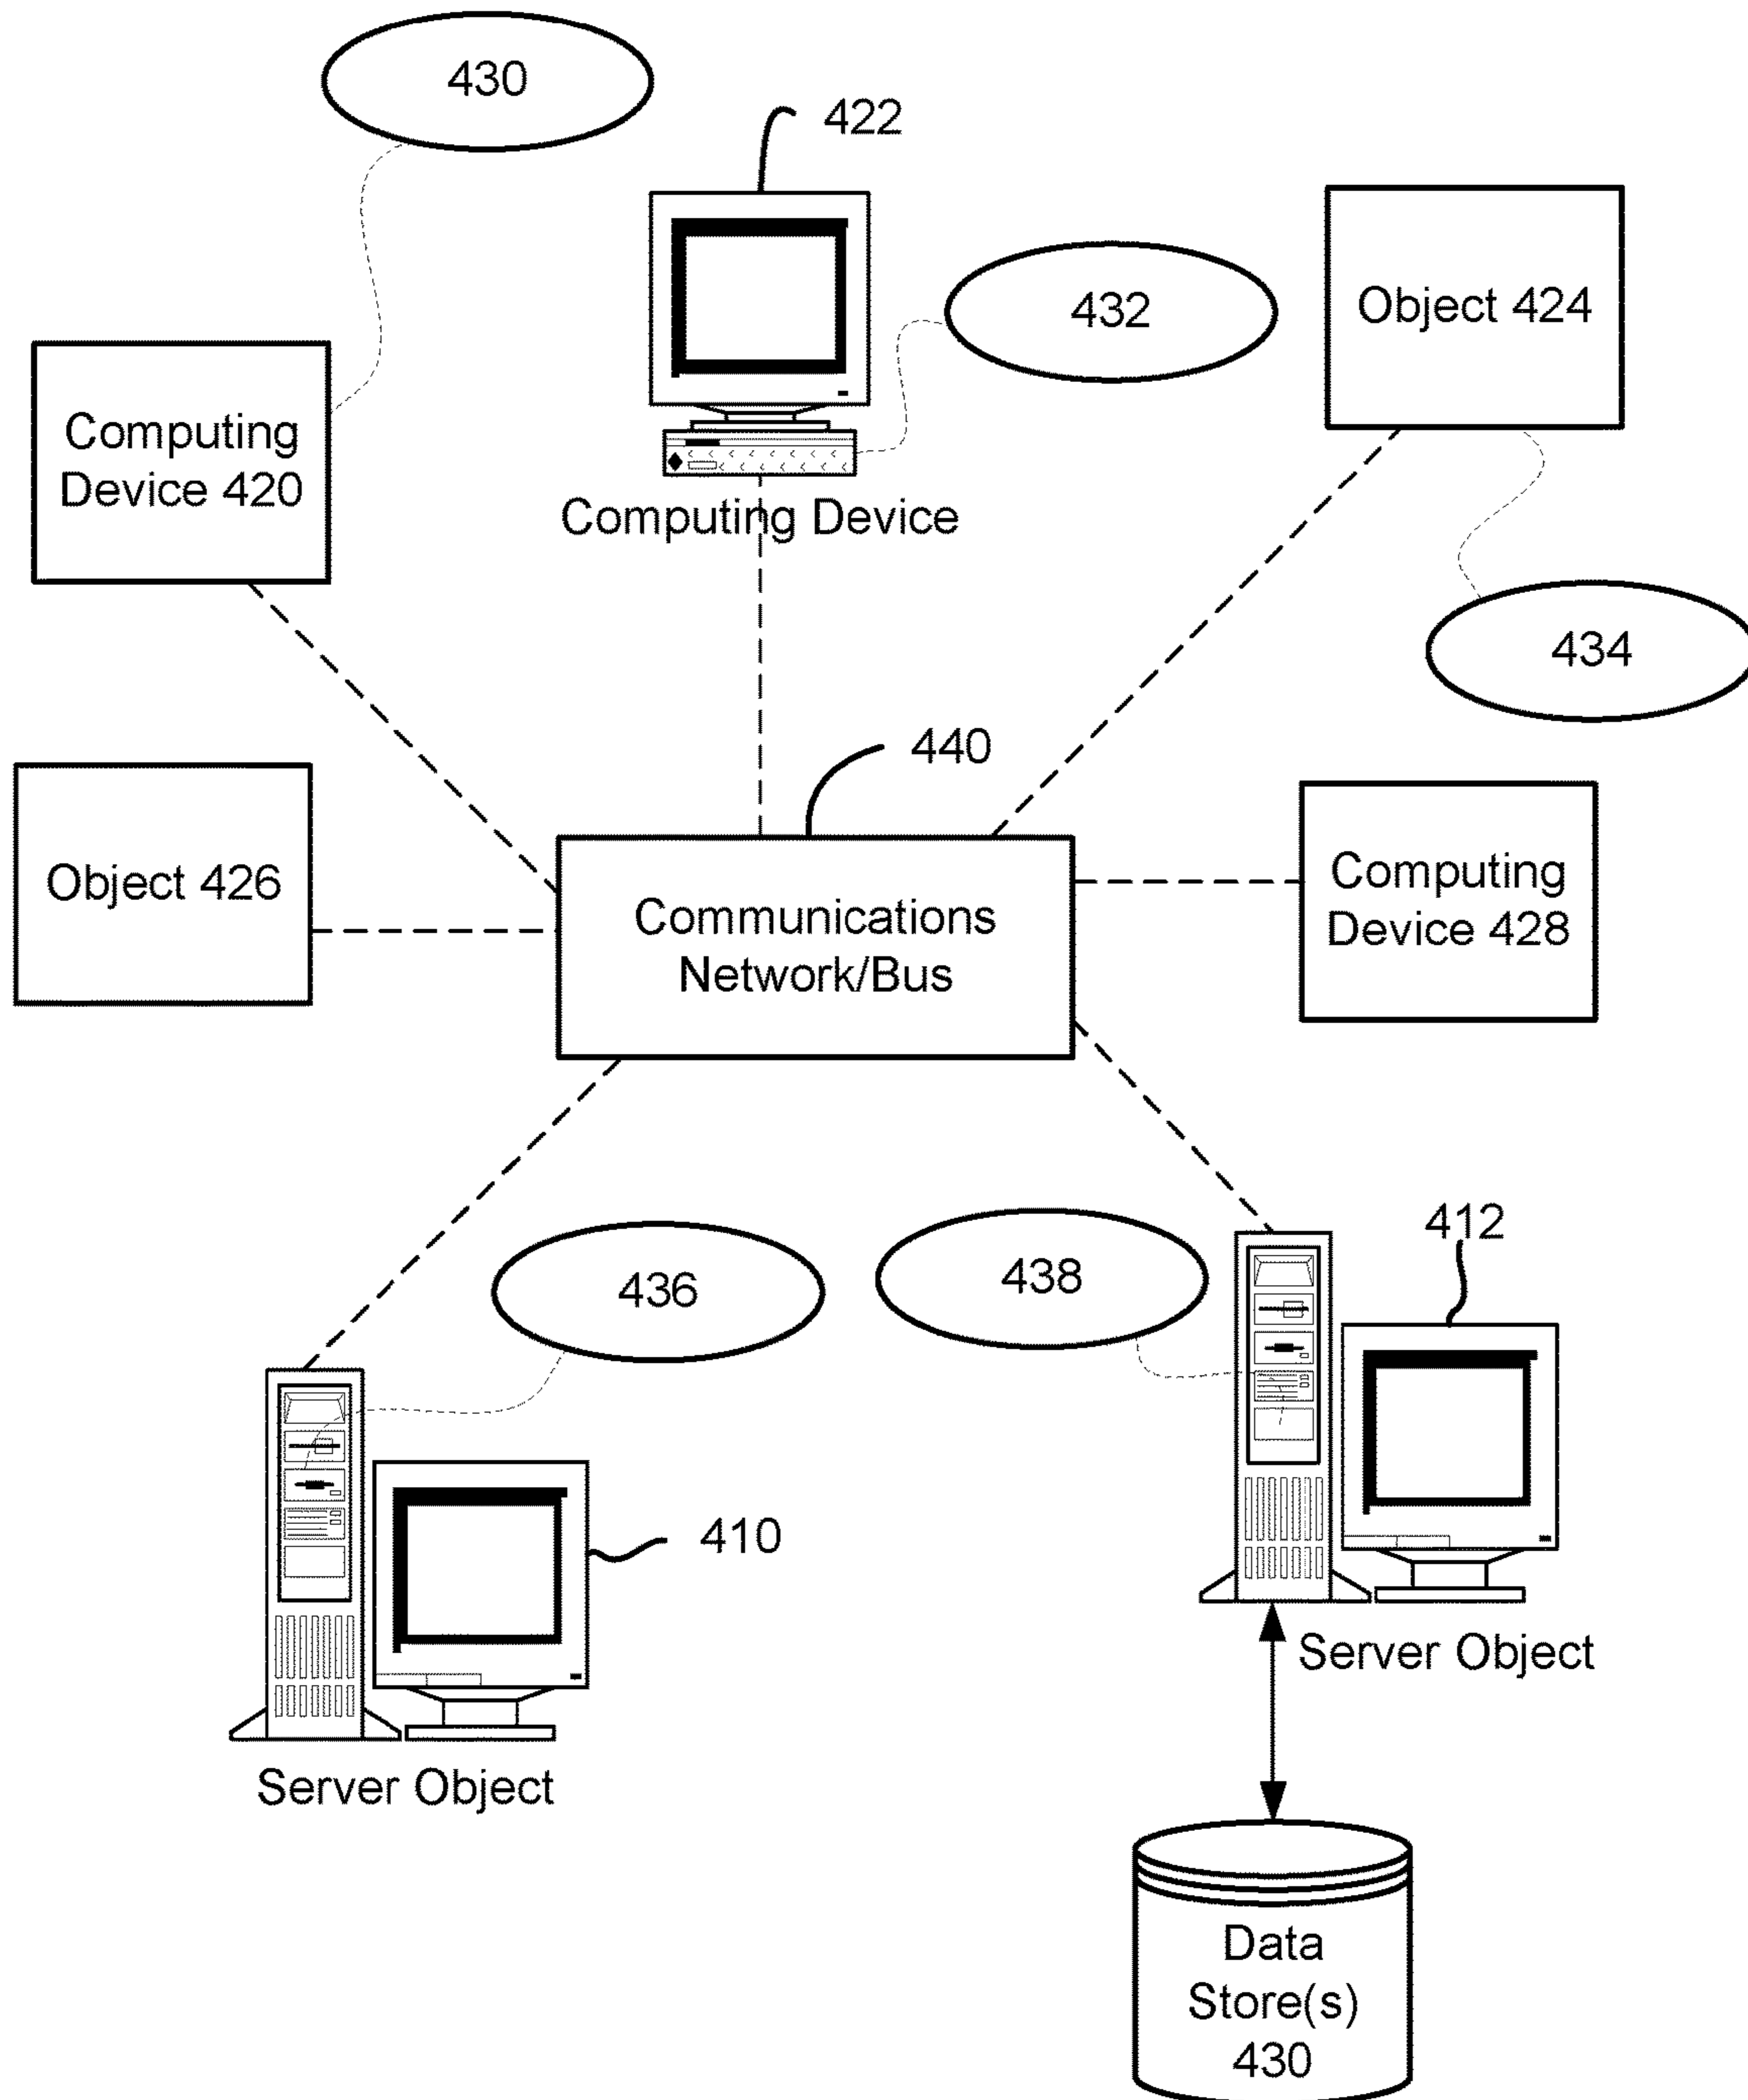 430
422
432
Object 424
Computing
Device 420
Computing Device
434
440
Object 426
Communications
Network/Bus
Computing
Device 428
436
438
412
410
Server Object
Server Object
Data
Store(s)
430